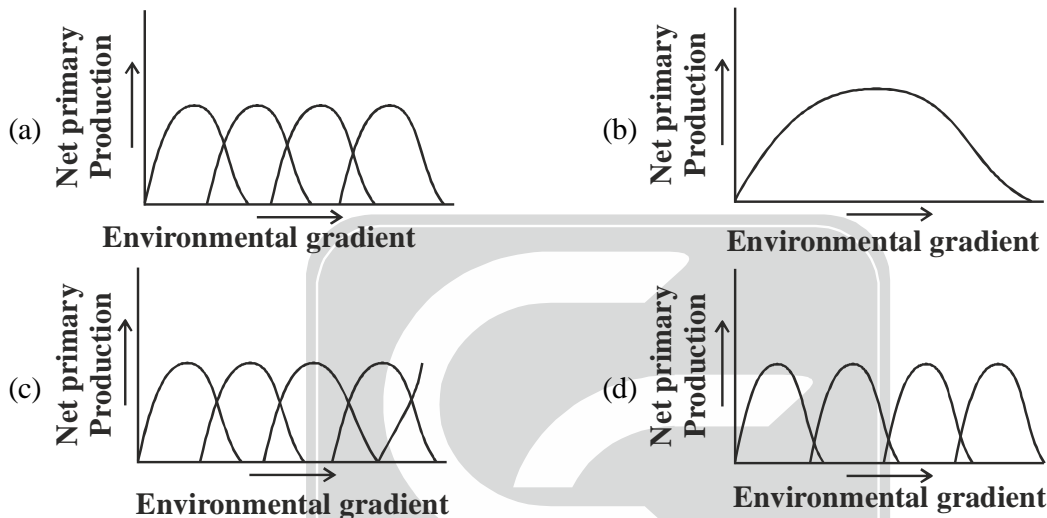 (a)
Net primary
Production
Environmental gradient
(b)
Net primary
Production
Environmental gradient
(c)
Net primary
Production
Environmental gradient
(d)
Net primary
Production
Environmental gradient